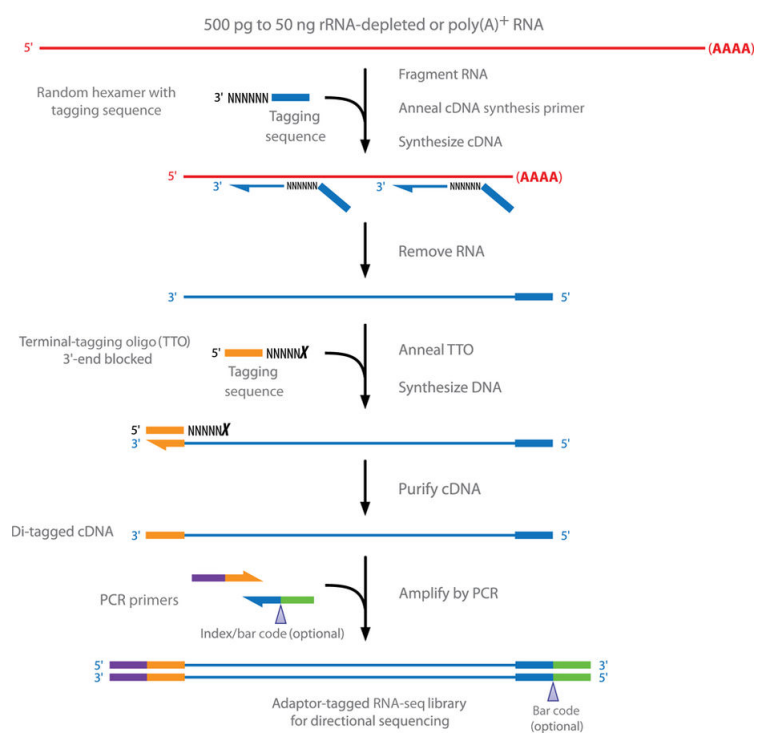 500 pg to 50 ng rRNA-depleted or poly(A)+ RNA
5' (AAAA)
Random hexamer with
tagging sequence
3' NNNNNN
Tagging
sequence
Fragment RNA
Anneal cDNA synthesis primer
Synthesize cDNA
5' (AAAA)
3' NNNNNN 3' NNNNNN
Remove RNA
3' 5'
Terminal-tagging oligo (TTO)
3'-end blocked
5' NNNNNX
Tagging
sequence
Anneal TTO
Synthesize DNA
5' NNNNNX
3' 5'
Purify cDNA
Di-tagged cDNA 3' 5'
PCR primers
Amplify by PCR
Index/bar code (optional)
5' 3'
3' 5'
Adaptor-tagged RNA-seq library
for directional sequencing
Bar code
(optional)